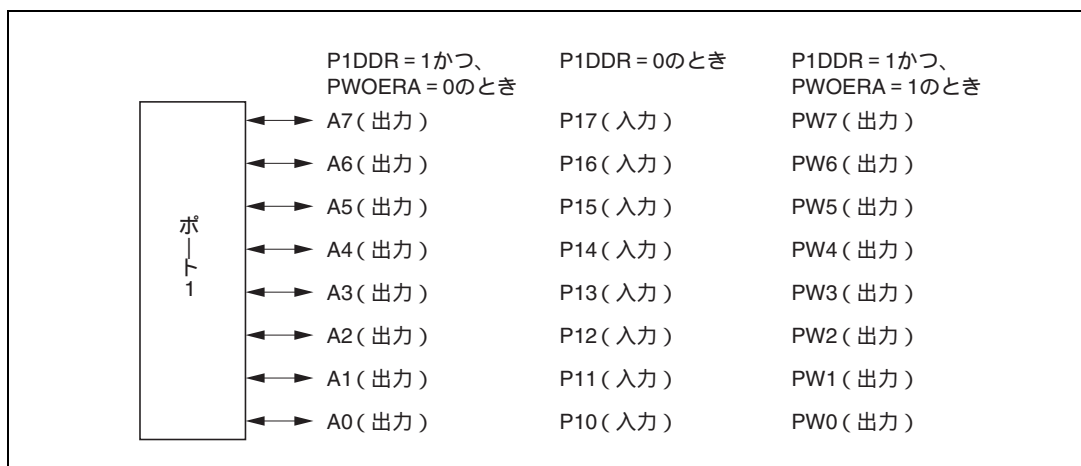 P1DDR = 1かつ、 P1DDR = 0のとき P1DDR = 1かつ、
PWOERA = 0のとき PWOERA = 1のとき
A7 ( 出力 ) P17 ( 入力 ) PW7 ( 出力 )
A6 ( 出力 ) P16 ( 入力 ) PW6 ( 出力 )
A5 ( 出力 ) P15 ( 入力 ) PW5 ( 出力 )
ポート1
A4 ( 出力 ) P14 ( 入力 ) PW4 ( 出力 )
A3 ( 出力 ) P13 ( 入力 ) PW3 ( 出力 )
A2 ( 出力 ) P12 ( 入力 ) PW2 ( 出力 )
A1 ( 出力 ) P11 ( 入力 ) PW1 ( 出力 )
A0 ( 出力 ) P10 ( 入力 ) PW0 ( 出力 )